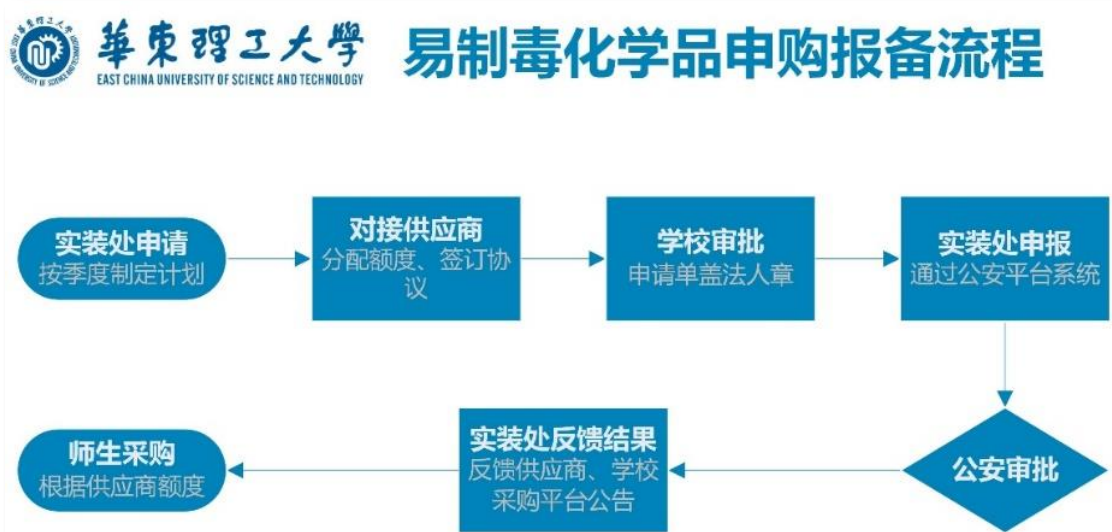 華東理工大學
EAST CHINA UNIVERSITY OF SCIENCE AND TECHNOLOGY
易制毒化学品申购报备流程
实装处申请
按季度制定计划
对接供应商
分配额度、签订协
议
学校审批
申请单盖法人章
实装处申报
通过公安平台系统
公安审批
实装处反馈结果
反馈供应商、学校
采购平台公告
师生采购
根据供应商额度